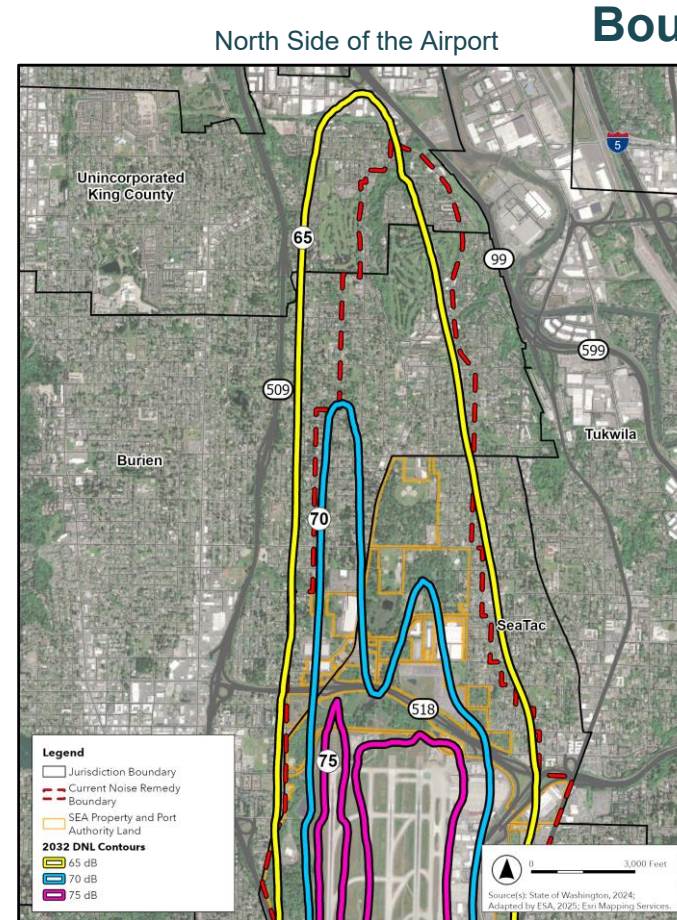 Bou
North Side of the Airport
5
Unincorporated
King County
65
99
599
509
Tukwila
Burien
70
SeaTac
518
75
Legend
Jurisdiction Boundary
Current Noise Remedy
Boundary
SEA Property and Port
Authority Land
2032 DNL Contours
65 dB
70 dB
75 dB
0
3,000 Feet
Source(s): State of Washington, 2024;
Adapted by ESA, 2025; Esri Mapping Services.